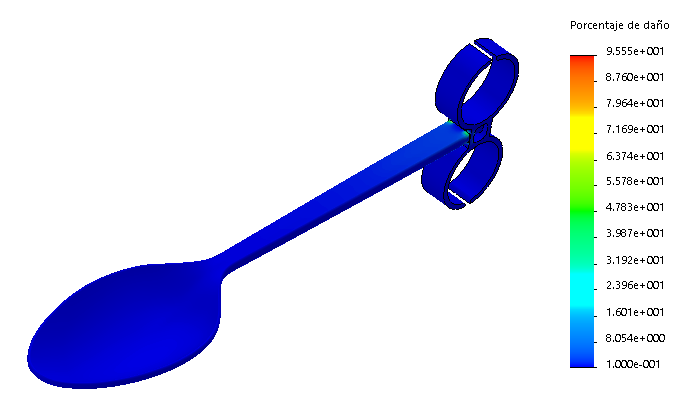 Porcentaje de daño
9.555e+001
8.760e+001
7.964e+001
7.169e+001
6.374e+001
5.578e+001
4.783e+001
3.987e+001
3.192e+001
2.396e+001
1.601e+001
8.054e+000
1.000e-001